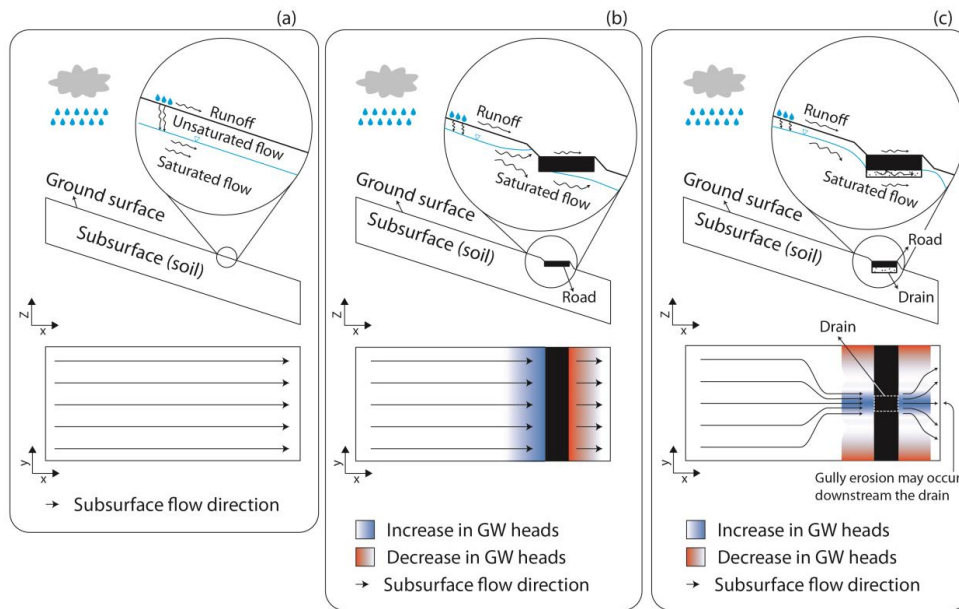 (a)
Runoff
Unsaturated flow
Saturated flow
Ground surface
Subsurface (soil)
Z
x
y
x
Subsurface flow direction
(b)
Runoff
Saturated flow
Ground surface
Subsurface (soil)
Road
Z
x
y
x
Increase in GW heads
Decrease in GW heads
Subsurface flow direction
(c)
Runoff
Saturated flow
Ground surface
Subsurface (soil)
Road
Drain
Z
x
Drain
y
x
Gully erosion may occur
downstream the drain
Increase in GW heads
Decrease in GW heads
Subsurface flow direction